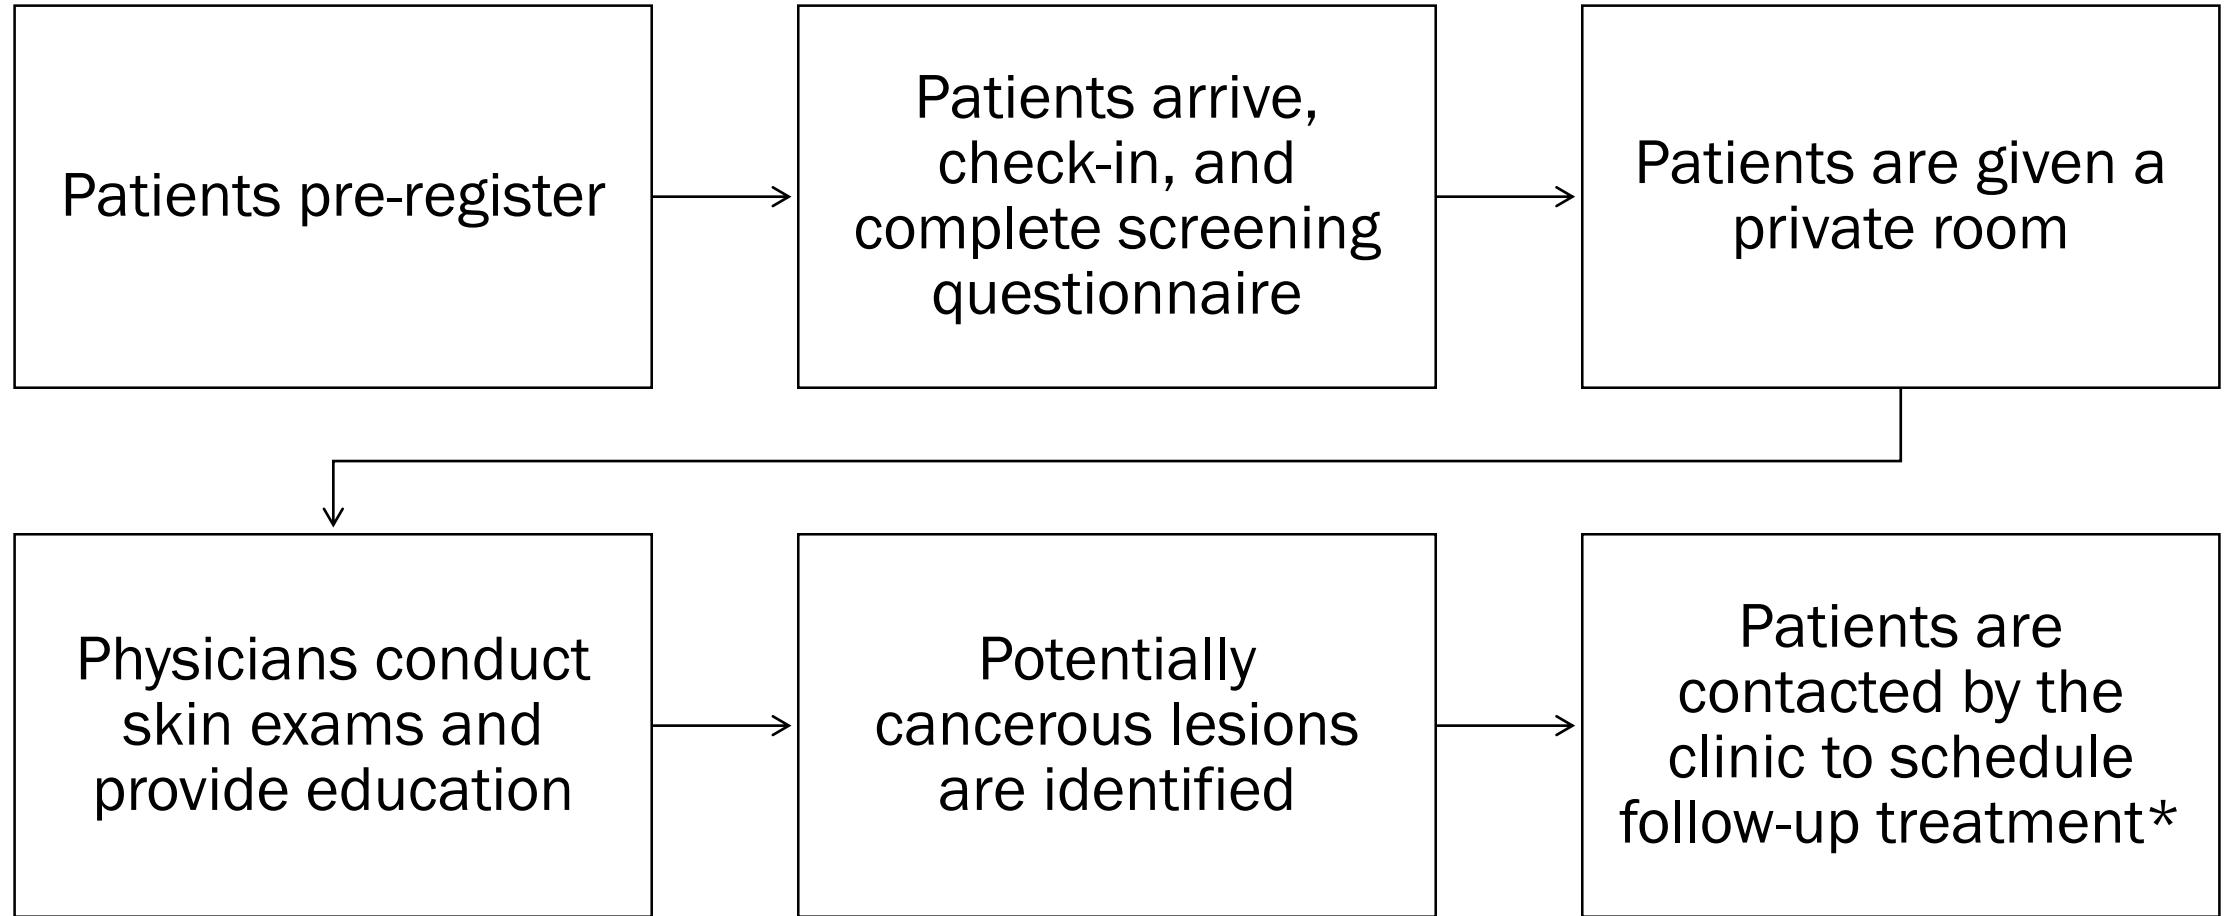 Patients pre-register
Patients arrive,
check-in, and
complete screening
questionnaire
Patients are given a
private room
Physicians conduct
skin exams and
provide education
Potentially
cancerous lesions
are identified
Patients are
contacted by the
clinic to schedule
follow-up treatment*